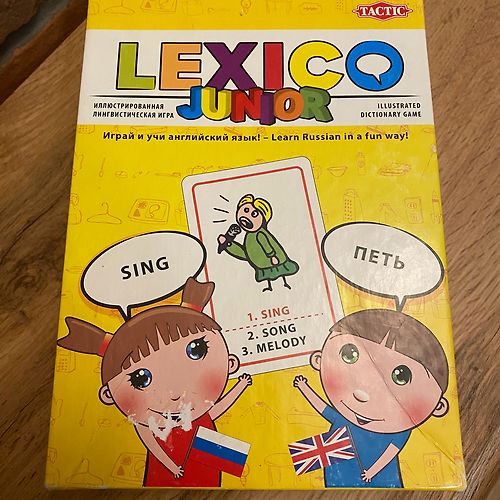 TACTIC
LEXICO
JUNIOR
ИЛЛЮСТРИРОВАННАЯ
ЛИНГВИСТИЧЕСКАЯ ИГРА
ILLUSTRATED
DICTIONARY GAME
Играй и учи английский язык! – Learn Russian in a fun way!
SING
ПЕТЬ
1. SING
2. SONG
3. MELODY